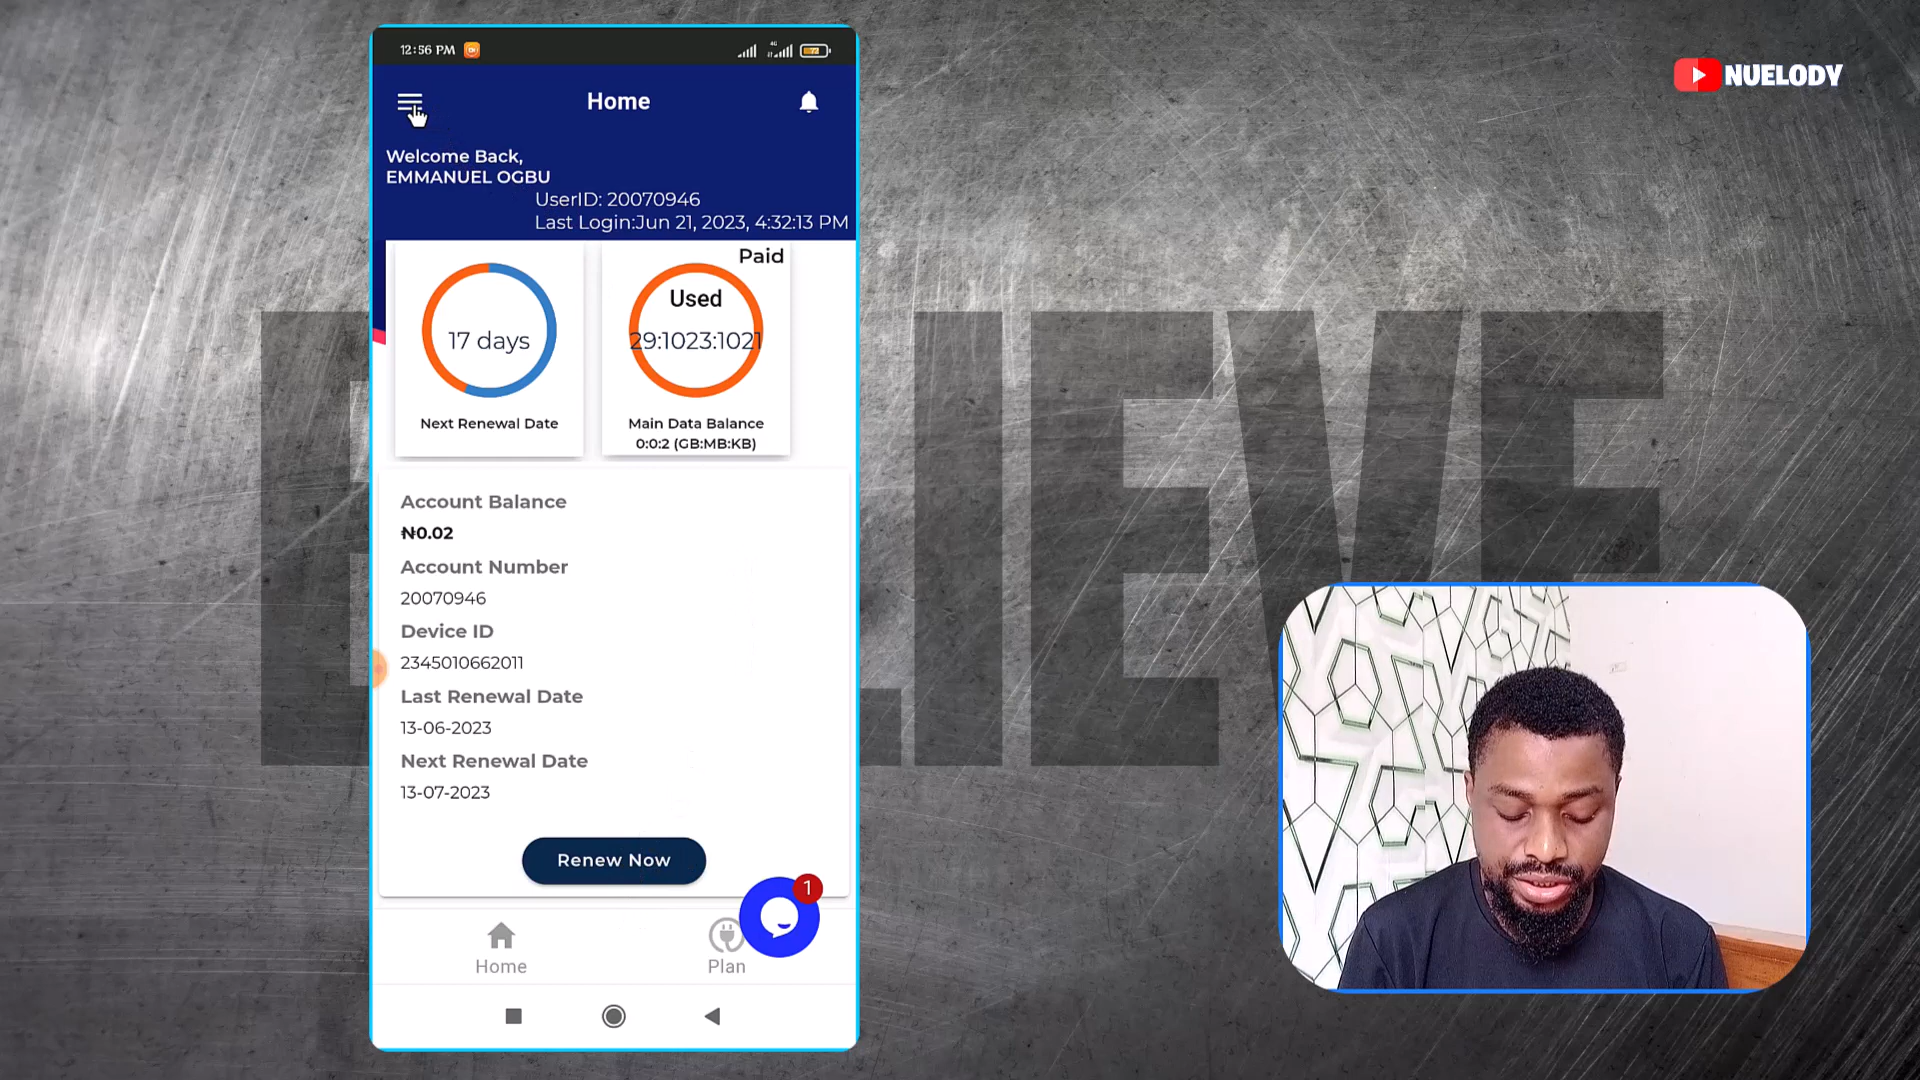 12:56 PM
4G
72
Home
NUELODY
Welcome Back,
EMMANUEL OGBU
UserID: 20070946
Last Login:Jun 21, 2023, 4:32:13 PM
Paid
Used
17 days
29:1023:1021
Next Renewal Date
Main Data Balance
0:0:2 (GB:MB:KB)
BELIEVE
Account Balance
₦0.02
Account Number
20070946
Device ID
2345010662011
Last Renewal Date
13-06-2023
Next Renewal Date
13-07-2023
Renew Now
1
Home
Plan